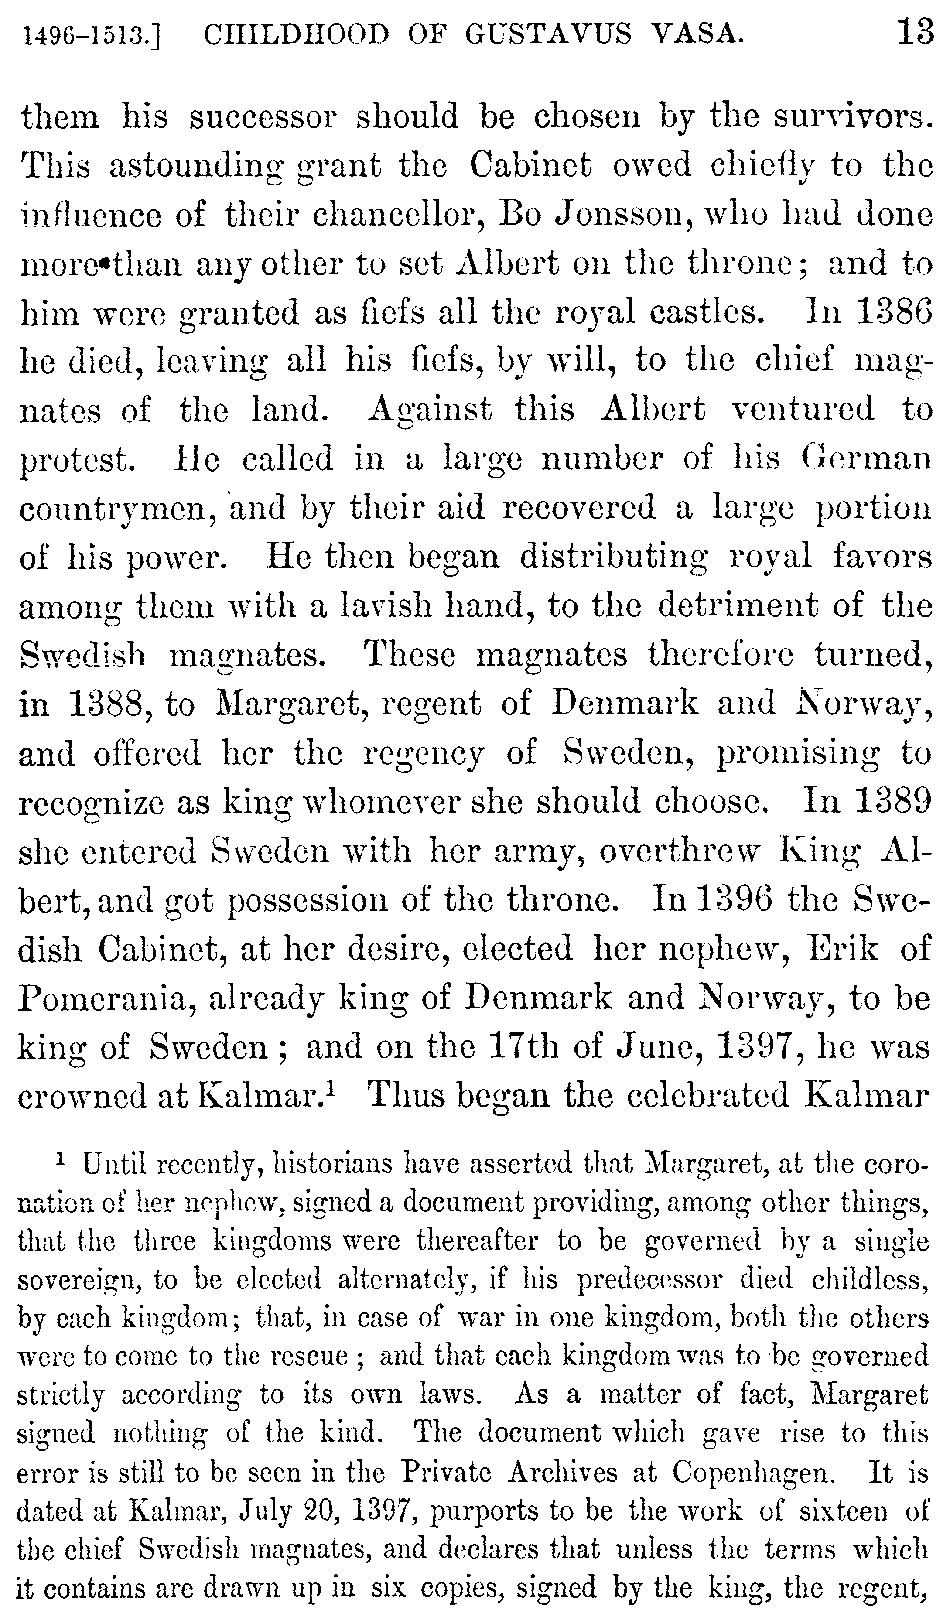 1496–1513.] CHILDHOOD OF GUSTAVUS VASA. 13
them his successor should be chosen by the survivors.
This astounding grant the Cabinet owed chiefly to the
influence of their chancellor, Bo Jonsson, who had done
more than any other to set Albert on the throne; and to
him were granted as fiefs all the royal castles. In 1386
he died, leaving all his fiefs, by will, to the chief mag-
nates of the land. Against this Albert ventured to
protest. He called in a large number of his German
countrymen, and by their aid recovered a large portion
of his power. He then began distributing royal favors
among them with a lavish hand, to the detriment of the
Swedish magnates. These magnates therefore turned,
in 1388, to Margaret, regent of Denmark and Norway,
and offered her the regency of Sweden, promising to
recognize as king whomever she should choose. In 1389
she entered Sweden with her army, overthrew King Al-
bert, and got possession of the throne. In 1396 the Swe-
dish Cabinet, at her desire, elected her nephew, Erik of
Pomerania, already king of Denmark and Norway, to be
king of Sweden; and on the 17th of June, 1397, he was
crowned at Kalmar.¹ Thus began the celebrated Kalmar
¹ Until recently, historians have asserted that Margaret, at the coro-
nation of her nephew, signed a document providing, among other things,
that the three kingdoms were thereafter to be governed by a single
sovereign, to be elected alternately, if his predecessor died childless,
by each kingdom; that, in case of war in one kingdom, both the others
were to come to the rescue; and that each kingdom was to be governed
strictly according to its own laws. As a matter of fact, Margaret
signed nothing of the kind. The document which gave rise to this
error is still to be seen in the Private Archives at Copenhagen. It is
dated at Kalmar, July 20, 1397, purports to be the work of sixteen of
the chief Swedish magnates, and declares that unless the terms which
it contains are drawn up in six copies, signed by the king, the regent,